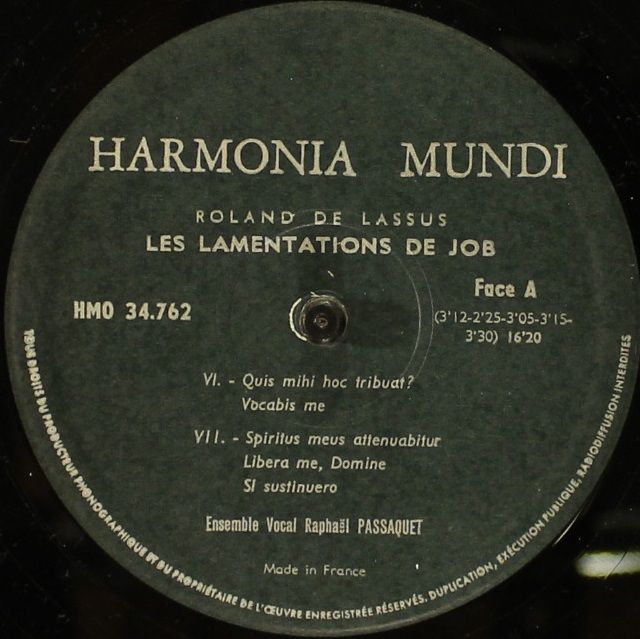 HARMONIA MUNDI
ROLAND DE LASSUS
LES LAMENTATIONS DE JOB
HMO 34.762
Face A
(3'12-2'25-3'05-3'15-
3'30) 16'20
VI. - Quis mihi hoc tribuat?
Vocabis me
VII. - Spiritus meus attenuabitur
Libera me, Domine
SI sustinuero
Ensemble Vocal Raphaël PASSAQUET
Made in France
TOUS DROITS DU PRODUCTEUR PHONOGRAPHIQUE ET DU PROPRIÉTAIRE DE L'ŒUVRE ENREGISTRÉE RÉSERVÉS. DUPLICATION, EXÉCUTION PUBLIQUE, RADIODIFFUSION INTERDITES